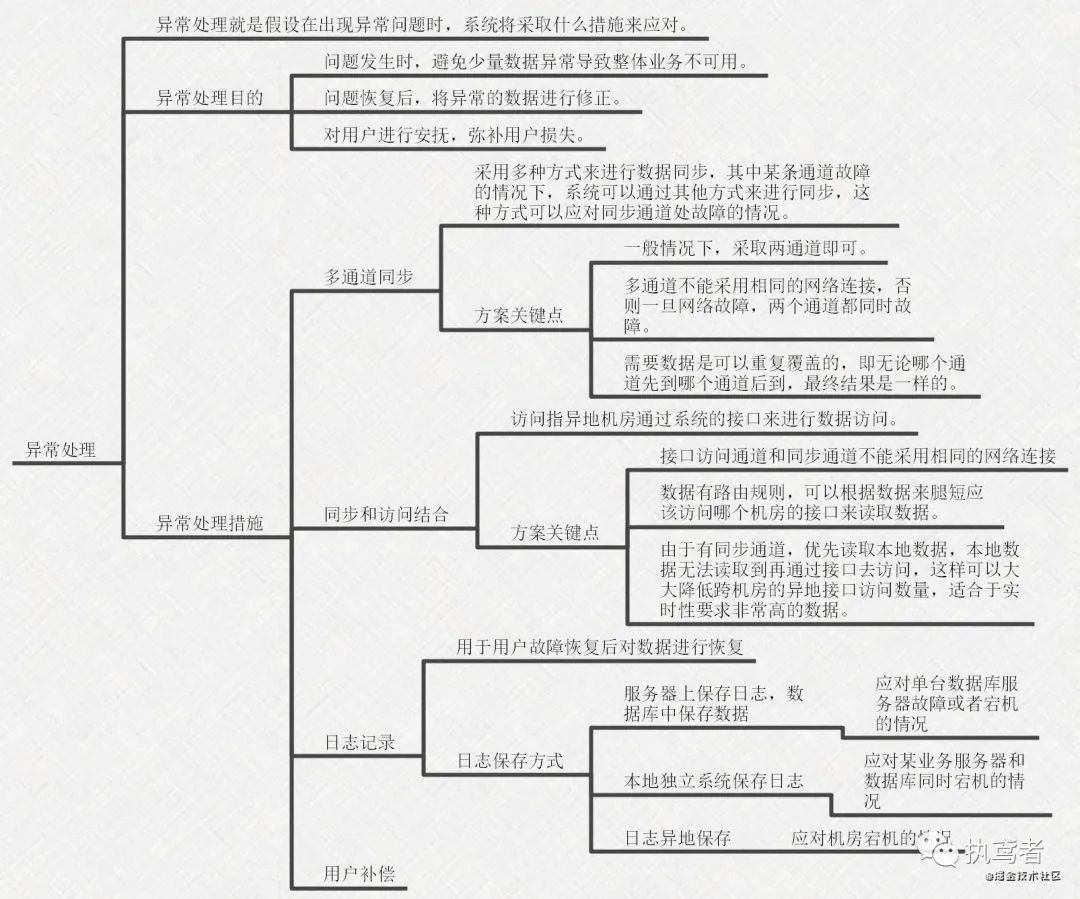 异常处理就是假设在出现异常问题时，系统将采取什么措施来应对。
问题发生时，避免少量数据异常导致整体业务不可用。
异常处理目的
问题恢复后，将异常的数据进行修正。
对用户进行安抚，弥补用户损失。
采用多种方式来进行数据同步，其中某条通道故障
的情况下，系统可以通过其他方式来进行同步，这
种方式可以应对同步通道处故障的情况。
多通道同步
一般情况下，采取两通道即可。
方案关键点
多通道不能采用相同的网络连接，否
则一旦网络故障，两个通道都同时故
障。
需要数据是可以重复覆盖的，即无论哪个通
道先到哪个通道后到，最终结果是一样的。
异常处理
访问指异地机房通过系统的接口来进行数据访问。
异常处理措施
同步和访问结合
接口访问通道和同步通道不能采用相同的网络连接
方案关键点
数据有路由规则，可以根据数据来腿短应
该访问哪个机房的接口来读取数据。
由于有同步通道，优先读取本地数据，本地数
据无法读取到再通过接口去访问，这样可以大
大降低跨机房的异地接口访问数量，适合于实
时性要求非常高的数据。
用于用户故障恢复后对数据进行恢复
日志记录
服务器上保存日志，数
据库中保存数据
应对单台数据库服
务器故障或者宕机
的情况
日志保存方式
本地独立系统保存日志
应对某业务服务器和
数据库同时宕机的情
况
日志异地保存
应对机房宕机的情况
用户补偿
执鸢者
@掘金技术社区